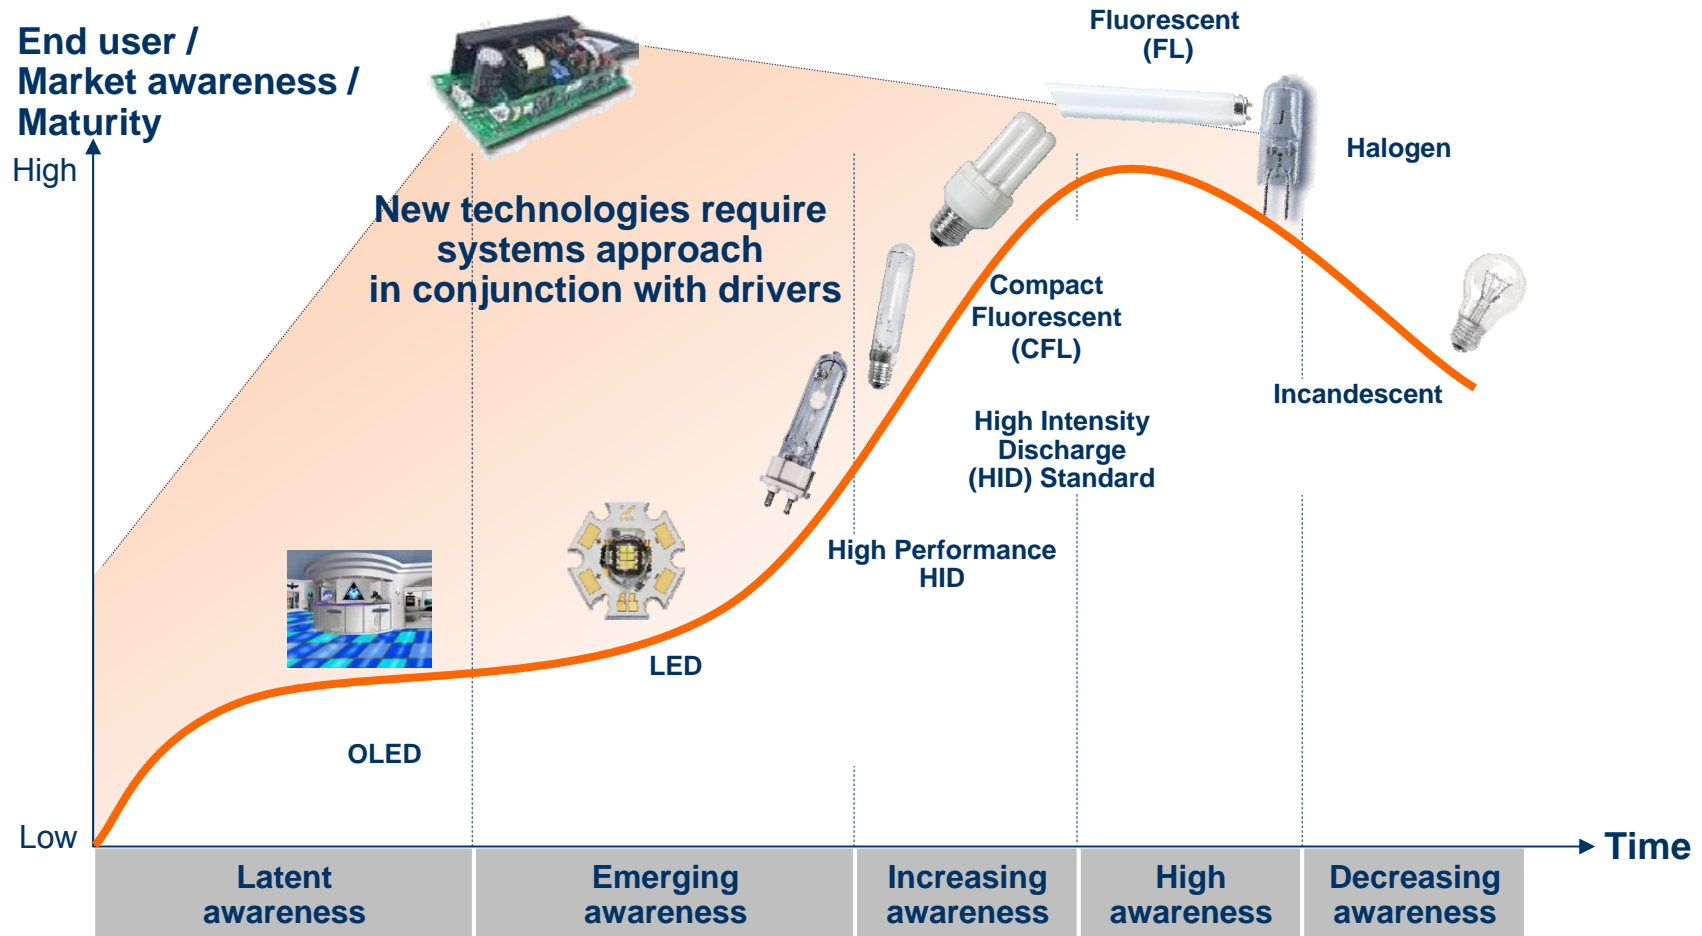 End user /
Market awareness /
Maturity
High
Fluorescent
(FL)
Halogen
New technologies require
systems approach
in conjunction with drivers
Compact
Fluorescent
(CFL)
Incandescent
High Intensity
Discharge
(HID) Standard
High Performance
HID
LED
OLED
Low
Time
Latent
awareness
Emerging
awareness
Increasing
awareness
High
awareness
Decreasing
awareness